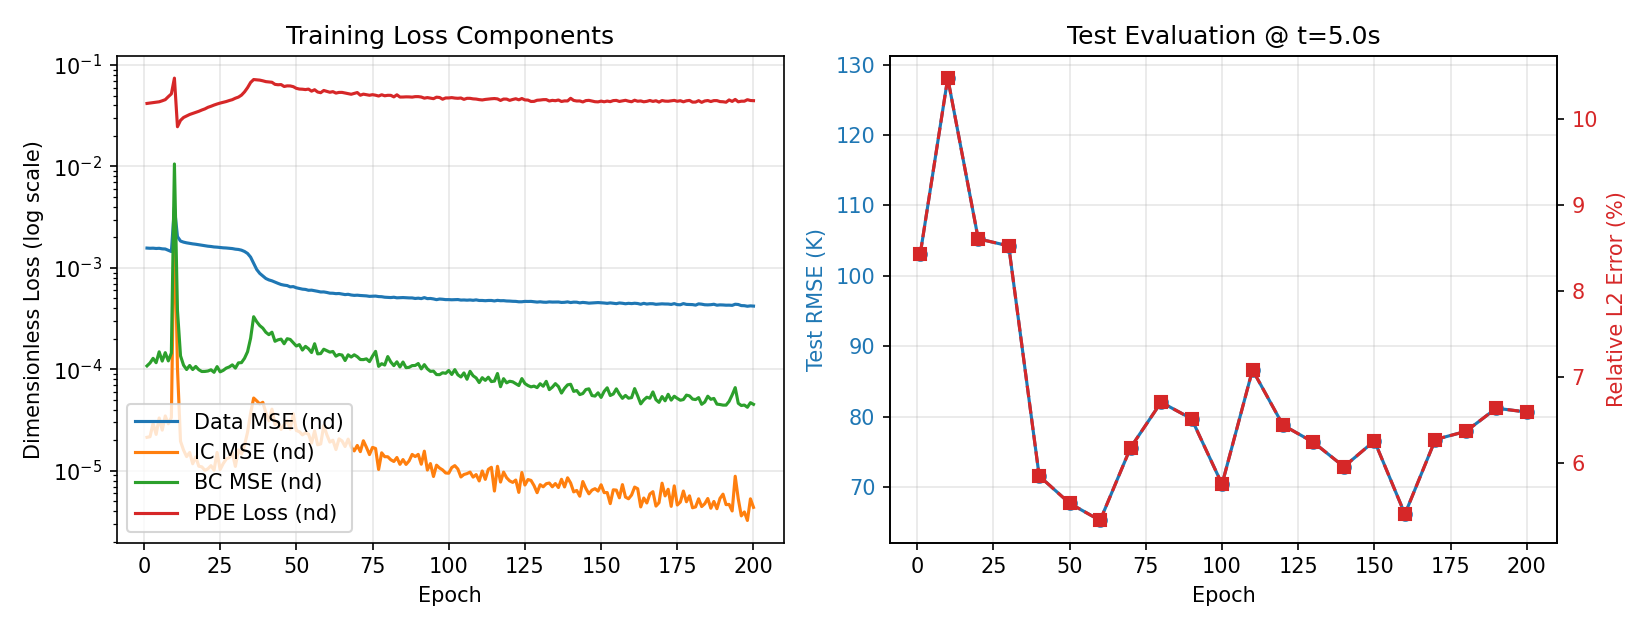 Training Loss Components
Dimensionless Loss (log scale)
10⁻¹
10⁻²
10⁻³
10⁻⁴
10⁻⁵
Data MSE (nd)
IC MSE (nd)
BC MSE (nd)
PDE Loss (nd)
0 25 50 75 100 125 150 175 200
Epoch
Test Evaluation @ t=5.0s
Test RMSE (K)
130
120
110
100
90
80
70
0 25 50 75 100 125 150 175 200
Epoch
10
9
8
7
6
Relative L2 Error (%)